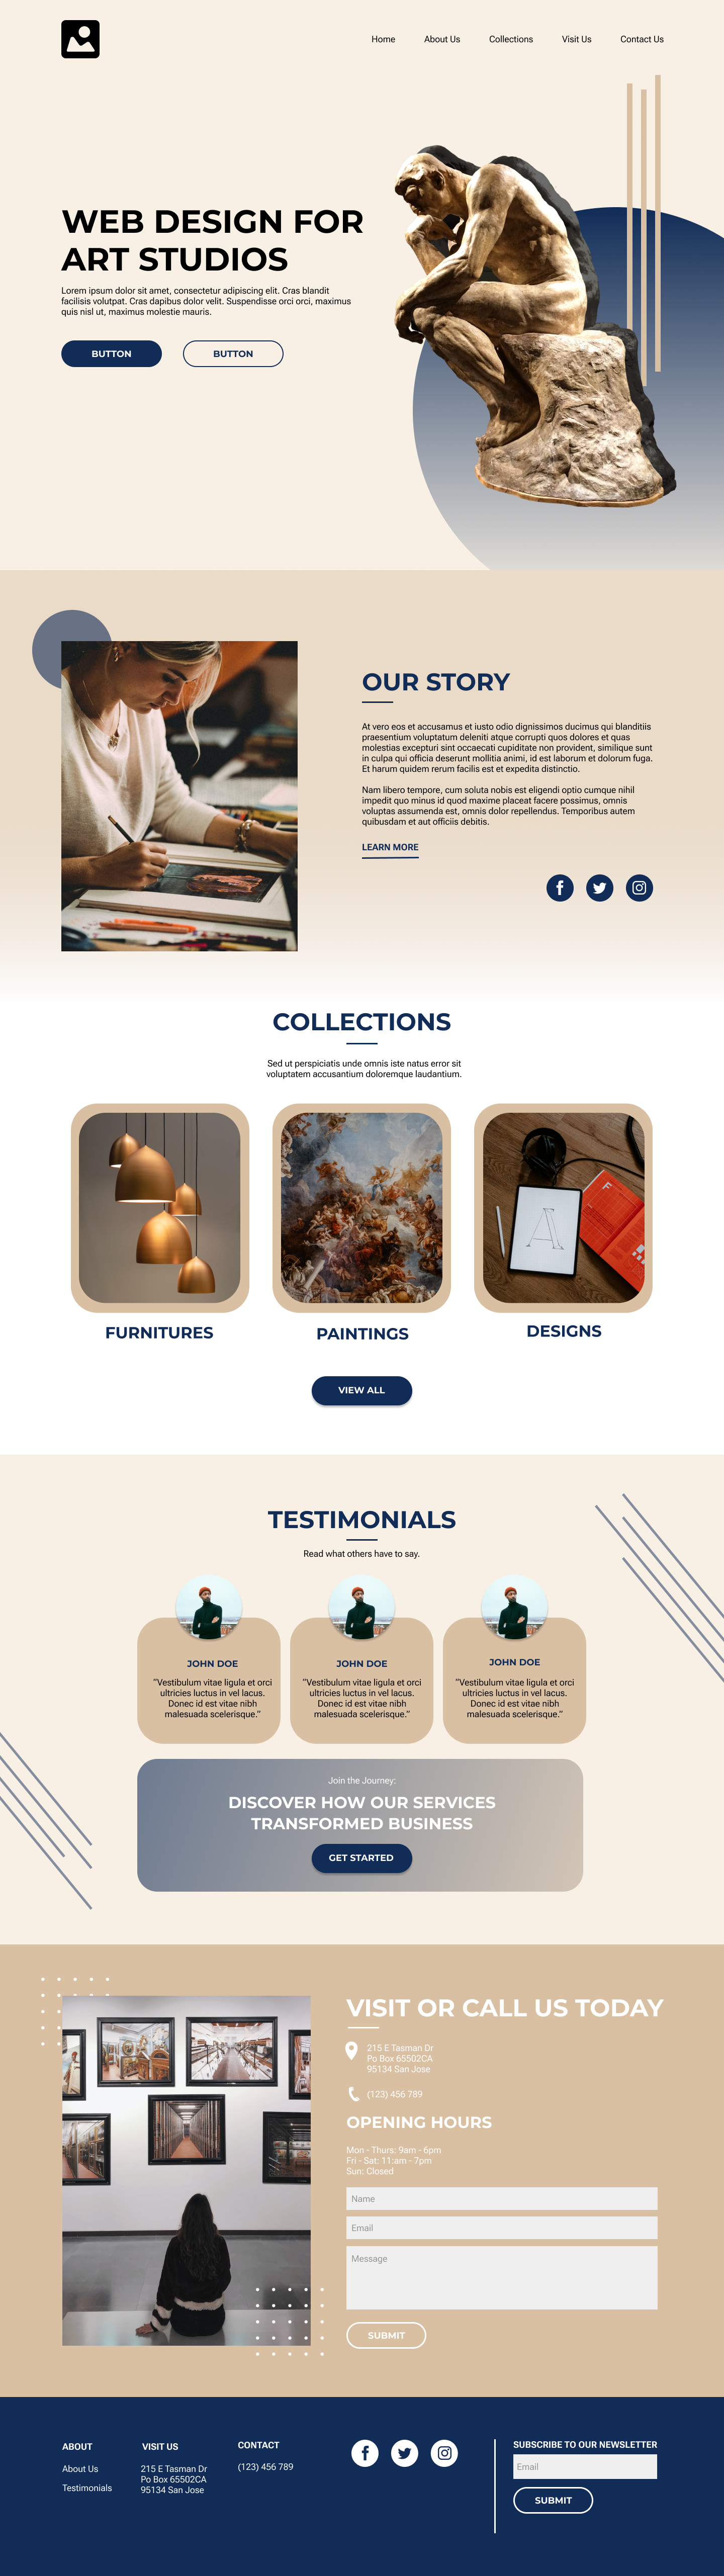 Home
About Us
Collections
Visit Us
Contact Us
WEB DESIGN FOR
ART STUDIOS
Lorem ipsum dolor sit amet, consectetur adipiscing elit. Cras blandit
facilisis volutpat. Cras dapibus dolor velit. Suspendisse orci orci, maximus
quis nisl ut, maximus molestie mauris.
BUTTON
BUTTON
OUR STORY
At vero eos et accusamus et iusto odio dignissimos ducimus qui blanditiis
praesentium voluptatum deleniti atque corrupti quos dolores et quas
molestias excepturi sint occaecati cupiditate non provident, similique sunt
in culpa qui officia deserunt mollitia animi, id est laborum et dolorum fuga.
Et harum quidem rerum facilis est et expedita distinctio.
Nam libero tempore, cum soluta nobis est eligendi optio cumque nihil
impedit quo minus id quod maxime placeat facere possimus, omnis
voluptas assumenda est, omnis dolor repellendus. Temporibus autem
quibusdam et aut officiis debitis.
LEARN MORE
COLLECTIONS
Sed ut perspiciatis unde omnis iste natus error sit
voluptatem accusantium doloremque laudantium.
A
F
FURNITURES
PAINTINGS
DESIGNS
VIEW ALL
TESTIMONIALS
Read what others have to say.
JOHN DOE
"Vestibulum vitae ligula et orci
ultricies luctus in vel lacus.
Donec id est vitae nibh
malesuada scelerisque."
JOHN DOE
"Vestibulum vitae ligula et orci
ultricies luctus in vel lacus.
Donec id est vitae nibh
malesuada scelerisque."
JOHN DOE
"Vestibulum vitae ligula et orci
ultricies luctus in vel lacus.
Donec id est vitae nibh
malesuada scelerisque."
Join the Journey:
DISCOVER HOW OUR SERVICES
TRANSFORMED BUSINESS
GET STARTED
VISIT OR CALL US TODAY
215 E Tasman Dr
Po Box 65502CA
95134 San Jose
(123) 456 789
OPENING HOURS
Mon - Thurs: 9am - 6pm
Fri - Sat: 11:am - 7pm
Sun: Closed
Name
Email
Message
SUBMIT
ABOUT
About Us
Testimonials
VISIT US
215 E Tasman Dr
Po Box 65502CA
95134 San Jose
CONTACT
(123) 456 789
SUBSCRIBE TO OUR NEWSLETTER
Email
SUBMIT